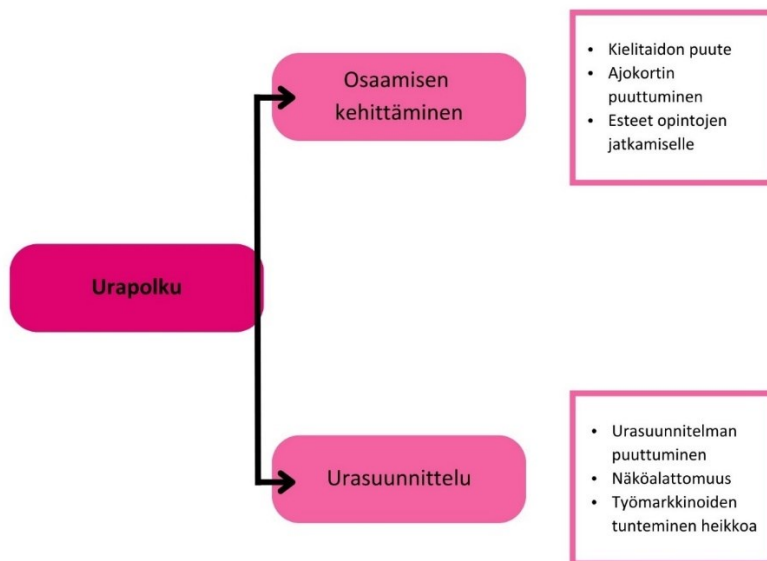 Osaamisen
kehittäminen
• Kielitaidon puute
• Ajokortin
puuttuminen
• Esteet opintojen
jatkamiselle
Urapolku
Urasuunnittelu
• Urasuunnitelman
puuttuminen
• Näköalattomuus
• Työmarkkinoiden
tunteminen heikkoa